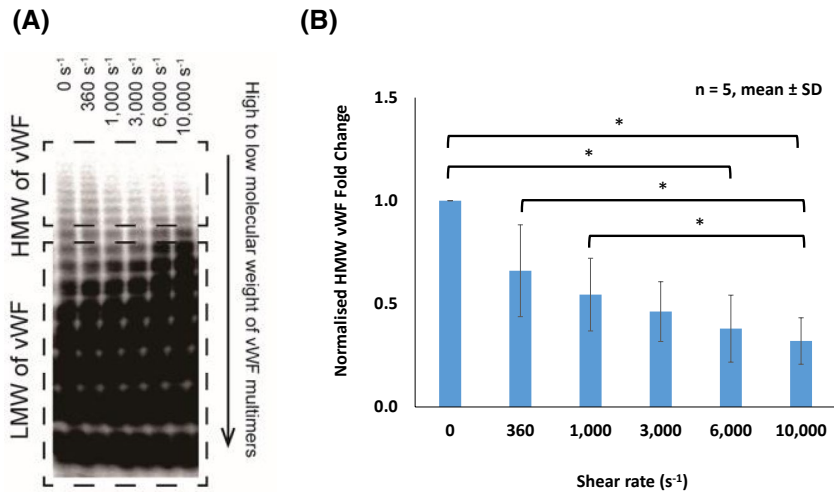 (A)
0 s⁻¹
360 s⁻¹
1,000 s⁻¹
3,000 s⁻¹
6,000 s⁻¹
10,000 s⁻¹
HMW of vWF
LMW of vWF
High to low molecular weight of vWF multimers
(B)
n = 5, mean ± SD
Normalised HMW vWF Fold Change
1.5
1.0
0.5
0.0
*
*
*
*
0 360 1,000 3,000 6,000 10,000
Shear rate (s⁻¹)